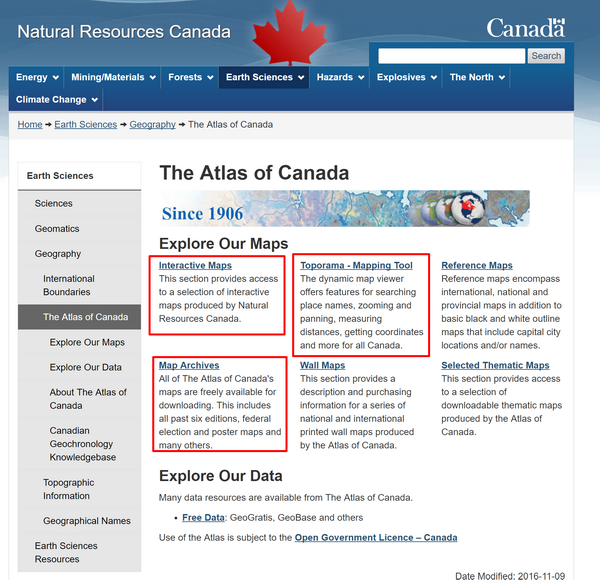 Natural Resources Canada
Canada
Search
Energy Mining/Materials Forests Earth Sciences Hazards Explosives The North
Climate Change
Home → Earth Sciences → Geography → The Atlas of Canada
Earth Sciences
Sciences
Geomatics
Geography
International
Boundaries
The Atlas of Canada
Explore Our Maps
Explore Our Data
About The Atlas of
Canada
Canadian
Geochronology
Knowledgebase
Topographic
Information
Geographical Names
Earth Sciences
Resources
The Atlas of Canada
Since 1906
Explore Our Maps
Interactive Maps
This section provides access
to a selection of interactive
maps produced by Natural
Resources Canada.
Toporama - Mapping Tool
The dynamic map viewer
offers features for searching
place names, zooming and
panning, measuring
distances, getting coordinates
and more for all Canada.
Reference Maps
Reference maps encompass
international, national and
provincial maps in addition to
basic black and white outline
maps that include capital city
locations and/or names.
Map Archives
All of The Atlas of Canada's
maps are freely available for
downloading. This includes
all past six editions, federal
election and poster maps and
many others.
Wall Maps
This section provides a
description and purchasing
information for a series of
national and international
printed wall maps produced
by the Atlas of Canada.
Selected Thematic Maps
This section provides access
to a selection of
downloadable thematic maps
produced by the Atlas of
Canada.
Explore Our Data
Many data resources are available from The Atlas of Canada.
• Free Data: GeoGratis, GeoBase and others
Use of the Atlas is subject to the Open Government Licence – Canada
Date Modified: 2016-11-09